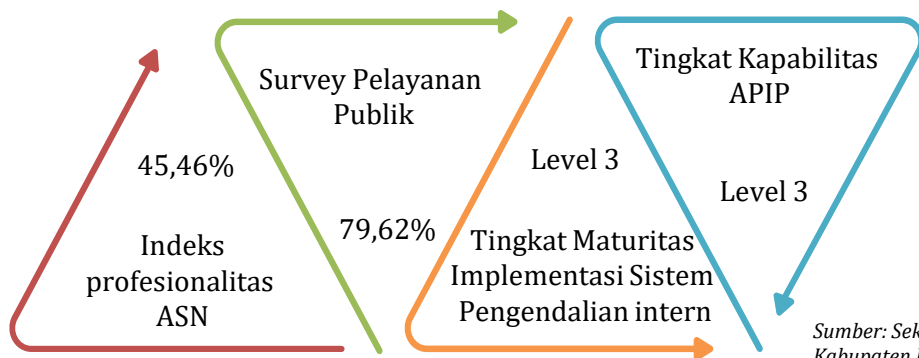 45,46%
Indeks
profesionalitas
ASN
Survey Pelayanan
Publik
79,62%
Level 3
Tingkat Maturitas
Implementasi Sistem
Pengendalian intern
Tingkat Kapabilitas
APIP
Level 3
Sumber:
Kabupaten